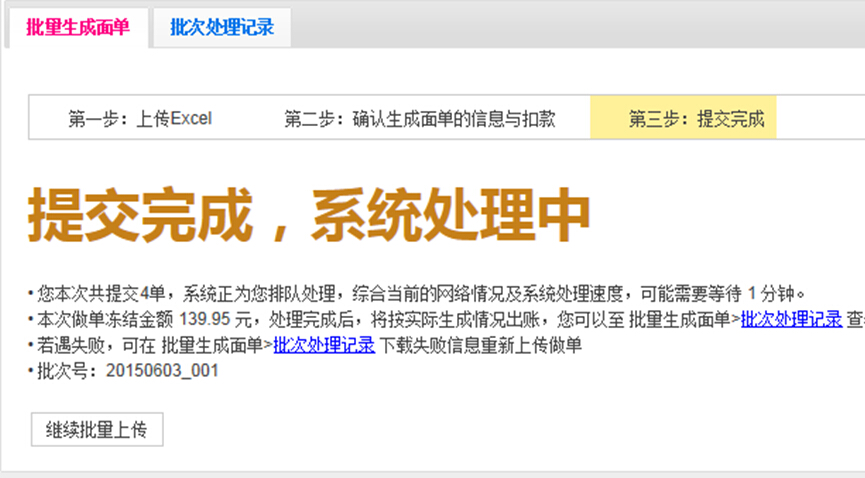 批量生成面单 批次处理记录
第一步：上传Excel 第二步：确认生成面单的信息与扣款 第三步：提交完成
提交完成，系统处理中
• 您本次共提交4单，系统正为您排队处理，综合当前的网络情况及系统处理速度，可能需要等待 1 分钟。
• 本次做单冻结金额 139.95 元，处理完成后，将按实际生成情况出账，您可以至 批量生成面单>批次处理记录 查
• 若遇失败，可在 批量生成面单>批次处理记录 下载失败信息重新上传做单
• 批次号：20150603_001
继续批量上传